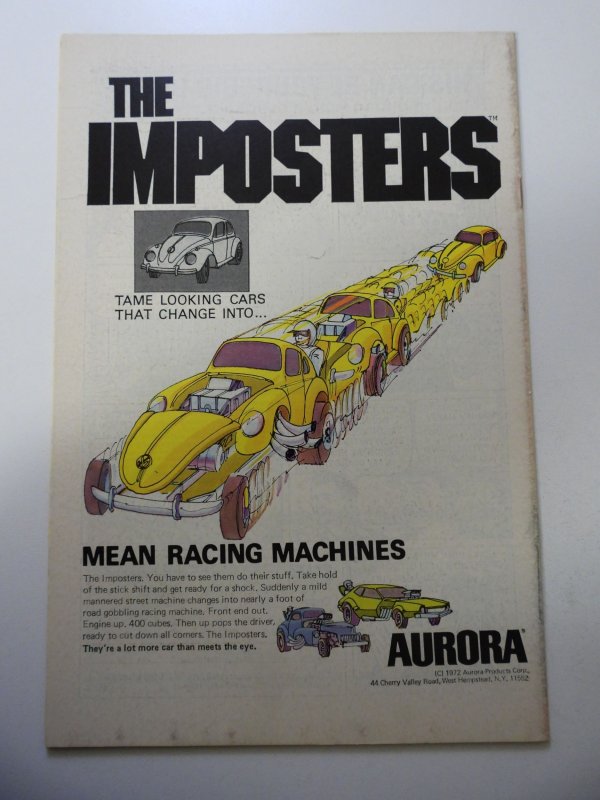 THE
IMPOSTERS™
TAME LOOKING CARS
THAT CHANGE INTO...
MEAN RACING MACHINES
The Imposters. You have to see them do their stuff. Take hold
of the stick shift and get ready for a shock. Suddenly a mild
mannered street machine changes into nearly a foot of
road gobbling racing machine. Front end out.
Engine up. 400 cubes. Then up pops the driver,
ready to cut down all corners. The Imposters.
They're a lot more car than meets the eye.
AURORA®
(C) 1972 Aurora Products Corp.,
44 Cherry Valley Road, West Hempstead, N.Y. 11552